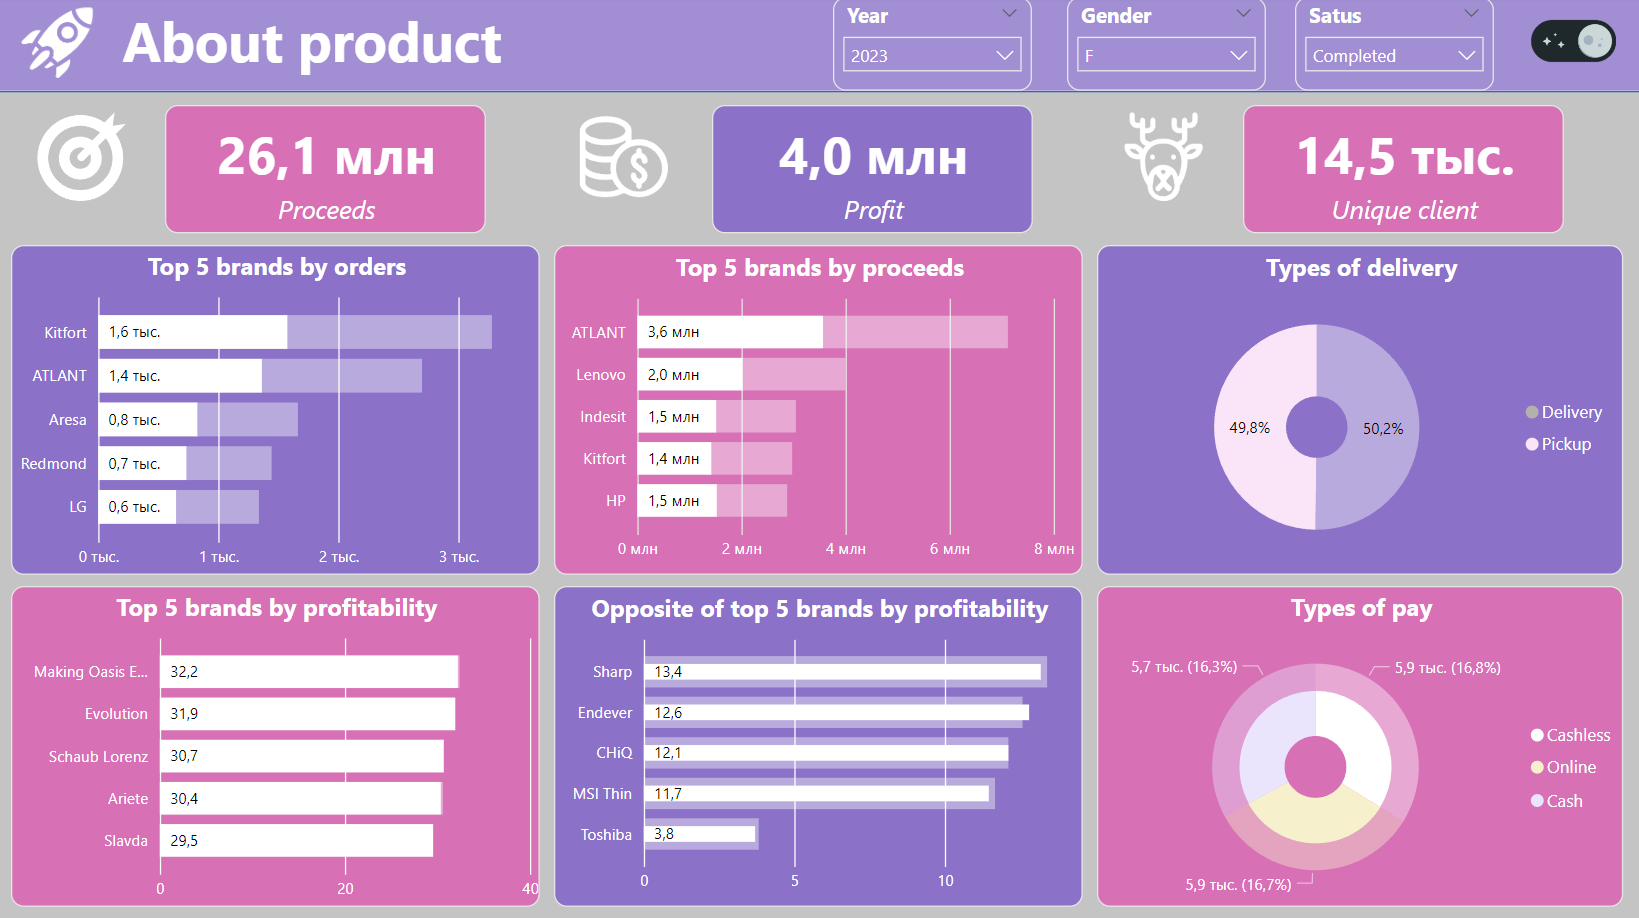 About product
Year
2023
Gender
F
Satus
Completed
26,1 млн
Proceeds
4,0 млн
Profit
14,5 тыс.
Unique client
Top 5 brands by orders
Kitfort 1,6 тыс.
ATLANT 1,4 тыс.
Aresa 0,8 тыс.
Redmond 0,7 тыс.
LG 0,6 тыс.
0 тыс. 1 тыс. 2 тыс. 3 тыс.
Top 5 brands by proceeds
ATLANT 3,6 млн
Lenovo 2,0 млн
Indesit 1,5 млн
Kitfort 1,4 млн
HP 1,5 млн
0 млн 2 млн 4 млн 6 млн 8 млн
Types of delivery
49,8% 50,2%
Delivery
Pickup
Top 5 brands by profitability
Making Oasis E... 32,2
Evolution 31,9
Schaub Lorenz 30,7
Ariete 30,4
Slavda 29,5
0 20 40
Opposite of top 5 brands by profitability
Sharp 13,4
Endever 12,6
CHiQ 12,1
MSI Thin 11,7
Toshiba 3,8
0 5 10
Types of pay
5,7 тыс. (16,3%) 5,9 тыс. (16,8%)
Cashless
Online
Cash
5,9 тыс. (16,7%)